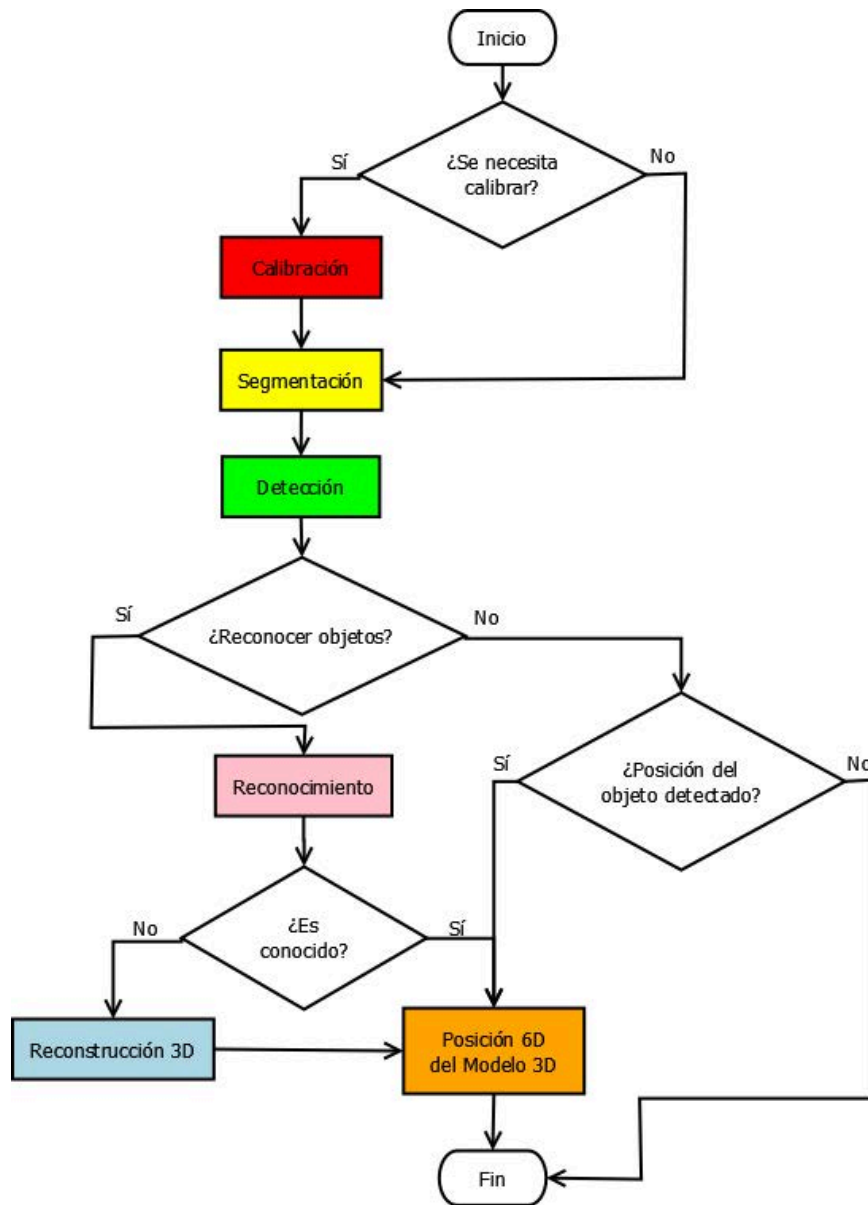 Inicio
¿Se necesita
calibrar?
Sí
No
Calibración
Segmentación
Detección
¿Reconocer objetos?
Sí
No
Reconocimiento
¿Posición del
objeto detectado?
Sí
No
¿Es
conocido?
No
Sí
Reconstrucción 3D
Posición 6D
del Modelo 3D
Fin